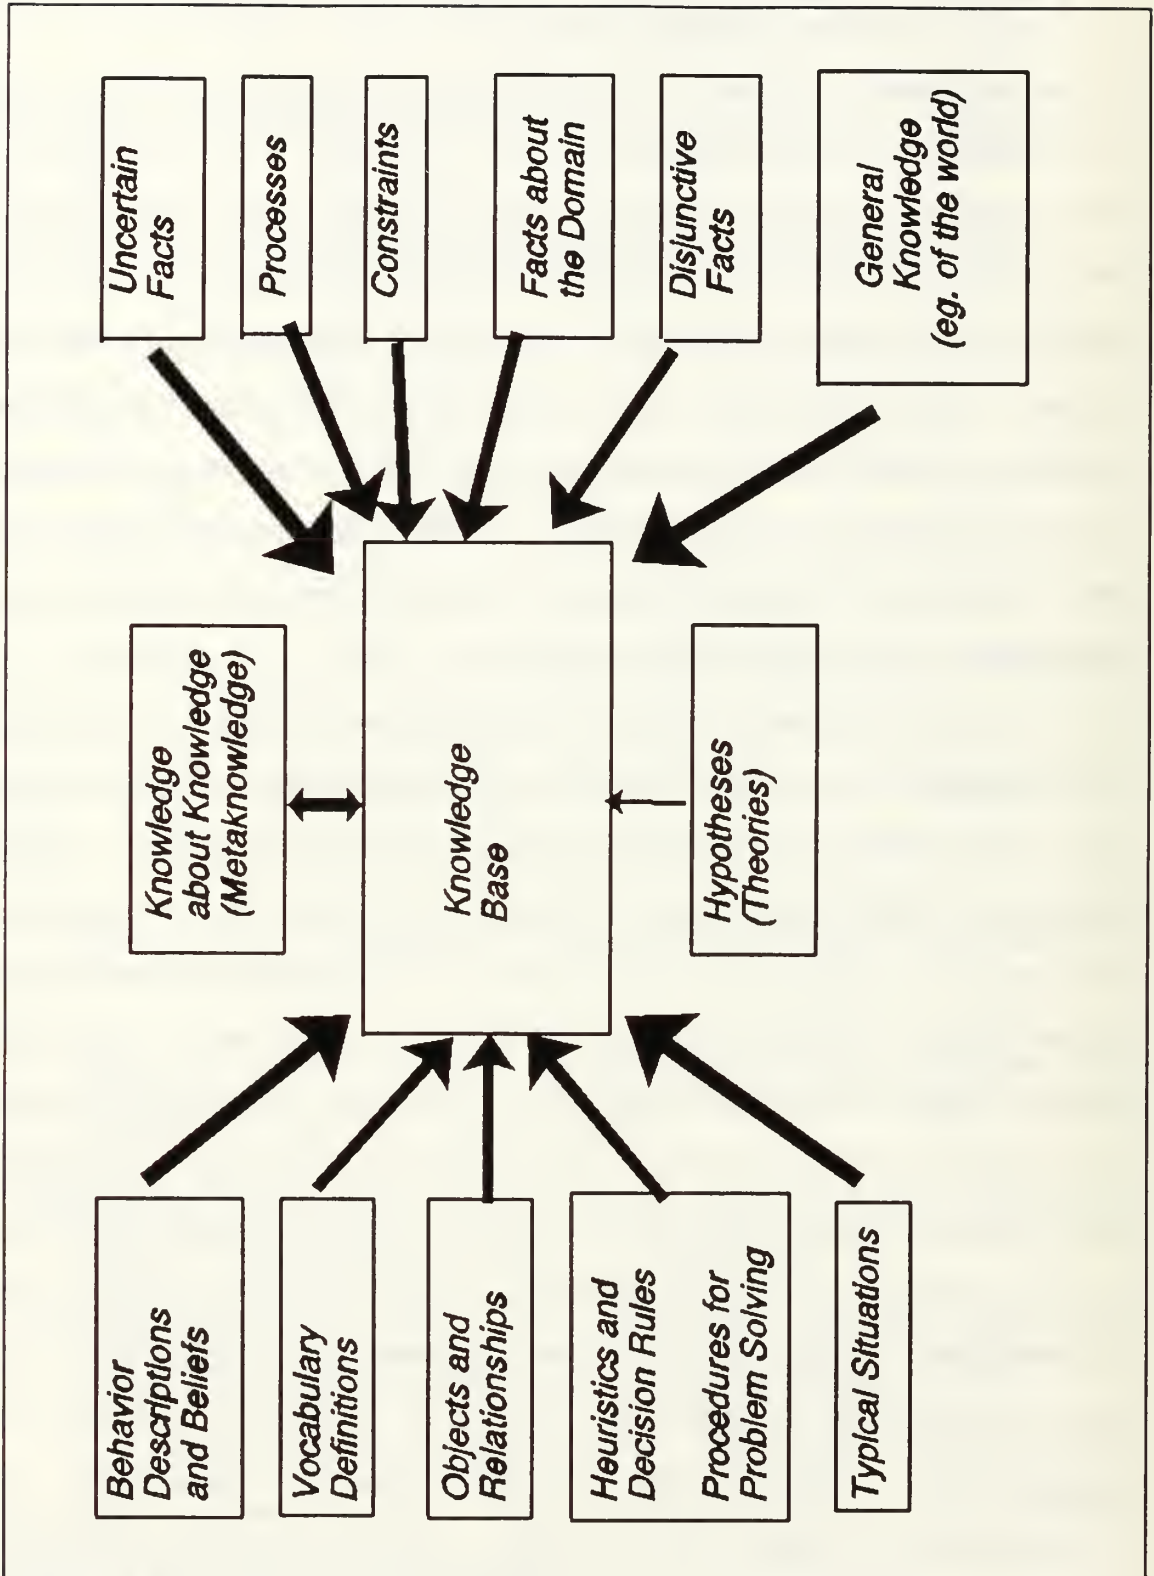 Behavior
Descriptions
and Beliefs
Vocabulary
Definitions
Objects and
Relationships
Heuristics and
Decision Rules
Procedures for
Problem Solving
Typical Situations
Knowledge
about Knowledge
(Metaknowledge)
Knowledge
Base
Hypotheses
(Theories)
Uncertain
Facts
Processes
Constraints
Facts about
the Domain
Disjunctive
Facts
General
Knowledge
(eg. of the world)